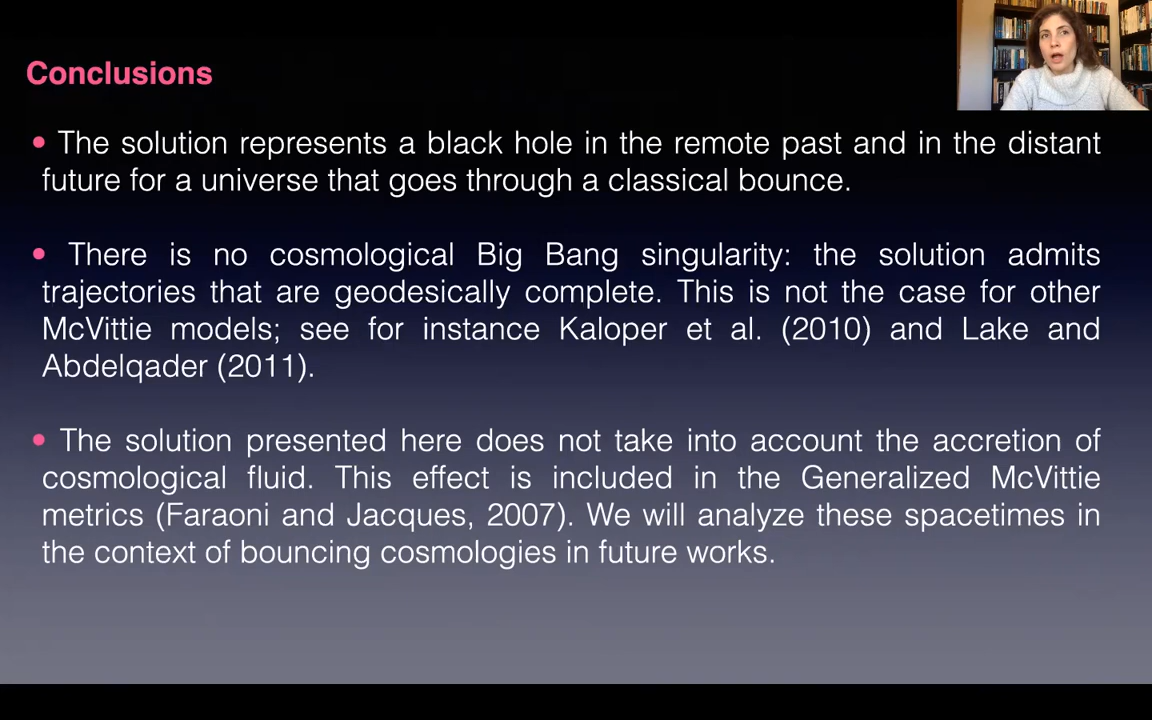 Conclusions
• The solution represents a black hole in the remote past and in the distant
future for a universe that goes through a classical bounce.
• There is no cosmological Big Bang singularity: the solution admits
trajectories that are geodesically complete. This is not the case for other
McVittie models; see for instance Kaloper et al. (2010) and Lake and
Abdelqader (2011).
• The solution presented here does not take into account the accretion of
cosmological fluid. This effect is included in the Generalized McVittie
metrics (Faraoni and Jacques, 2007). We will analyze these spacetimes in
the context of bouncing cosmologies in future works.